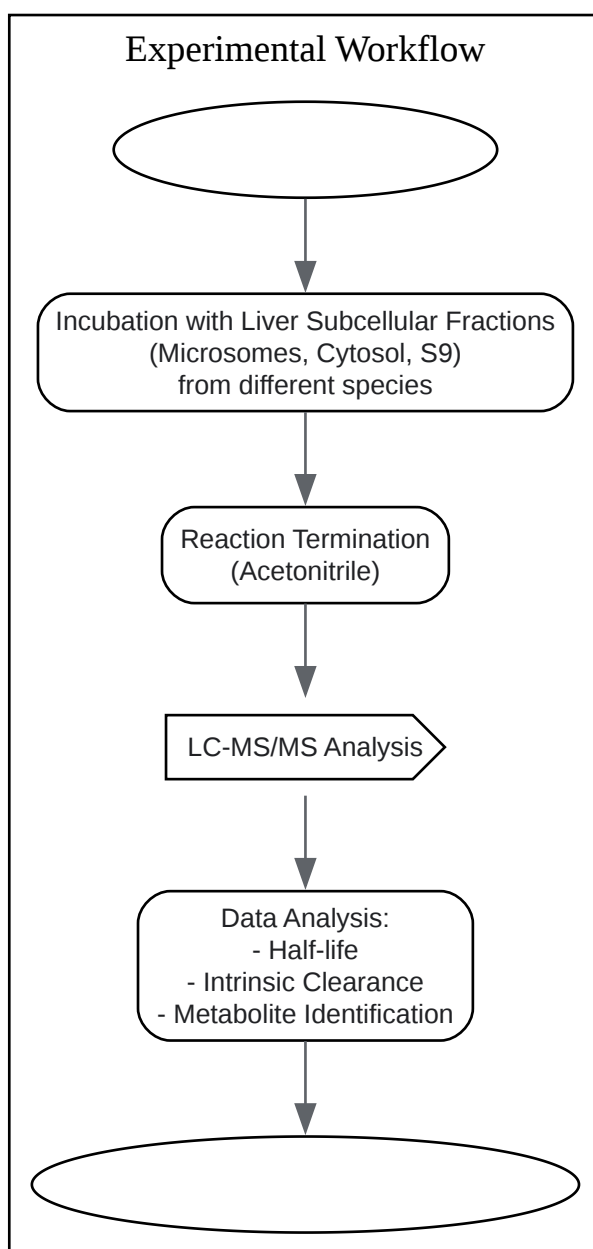 Experimental Workflow
Incubation with Liver Subcellular Fractions
(Microsomes, Cytosol, S9)
from different species
Reaction Termination
(Acetonitrile)
LC-MS/MS Analysis
Data Analysis:
- Half-life
- Intrinsic Clearance
- Metabolite Identification